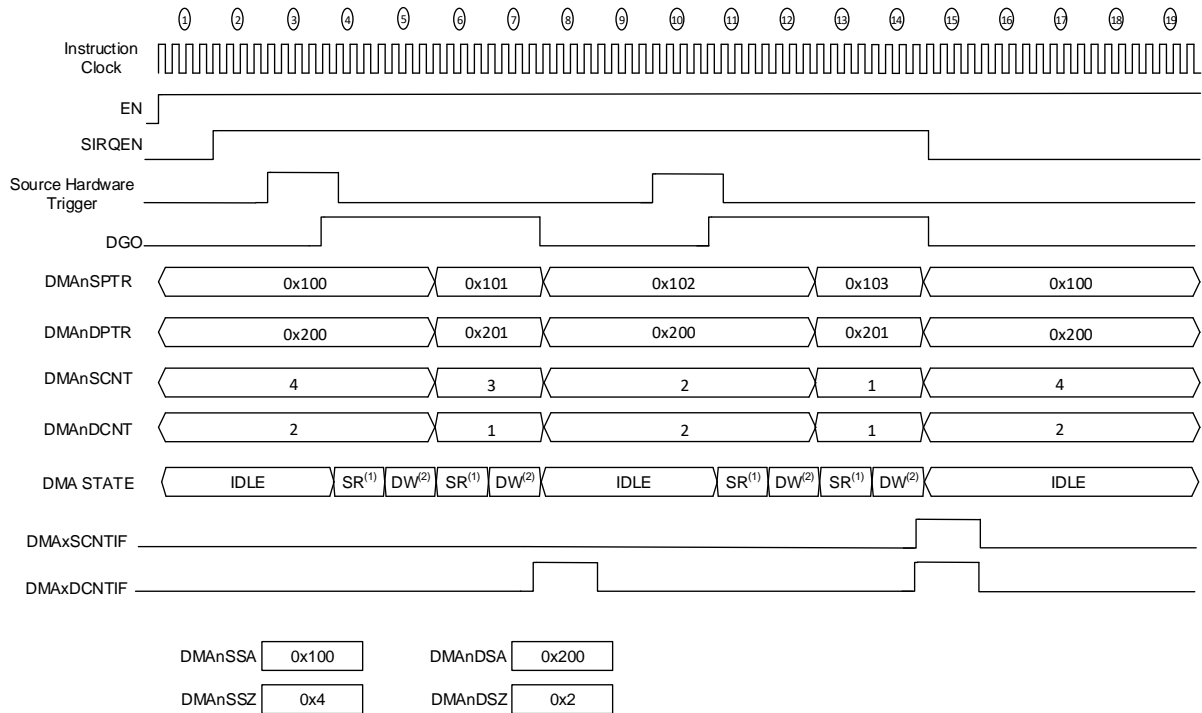 1 2 3 4 5 6 7 8 9 10 11 12 13 14 15 16 17 18 19
Instruction
Clock
EN
SIRQEN
Source Hardware
Trigger
DGO
DMAnSPTR 0x100 0x101 0x102 0x103 0x100
DMAnDPTR 0x200 0x201 0x200 0x201 0x200
DMAnSCNT 4 3 2 1 4
DMAnDCNT 2 1 2 1 2
DMA STATE IDLE SR(1) DW(2) SR(1) DW(2) IDLE SR(1) DW(2) SR(1) DW(2) IDLE
DMAxSCNTIF
DMAxDCNTIF
DMAnSSA 0x100 DMAnDSA 0x200
DMAnSSZ 0x4 DMAnDSZ 0x2